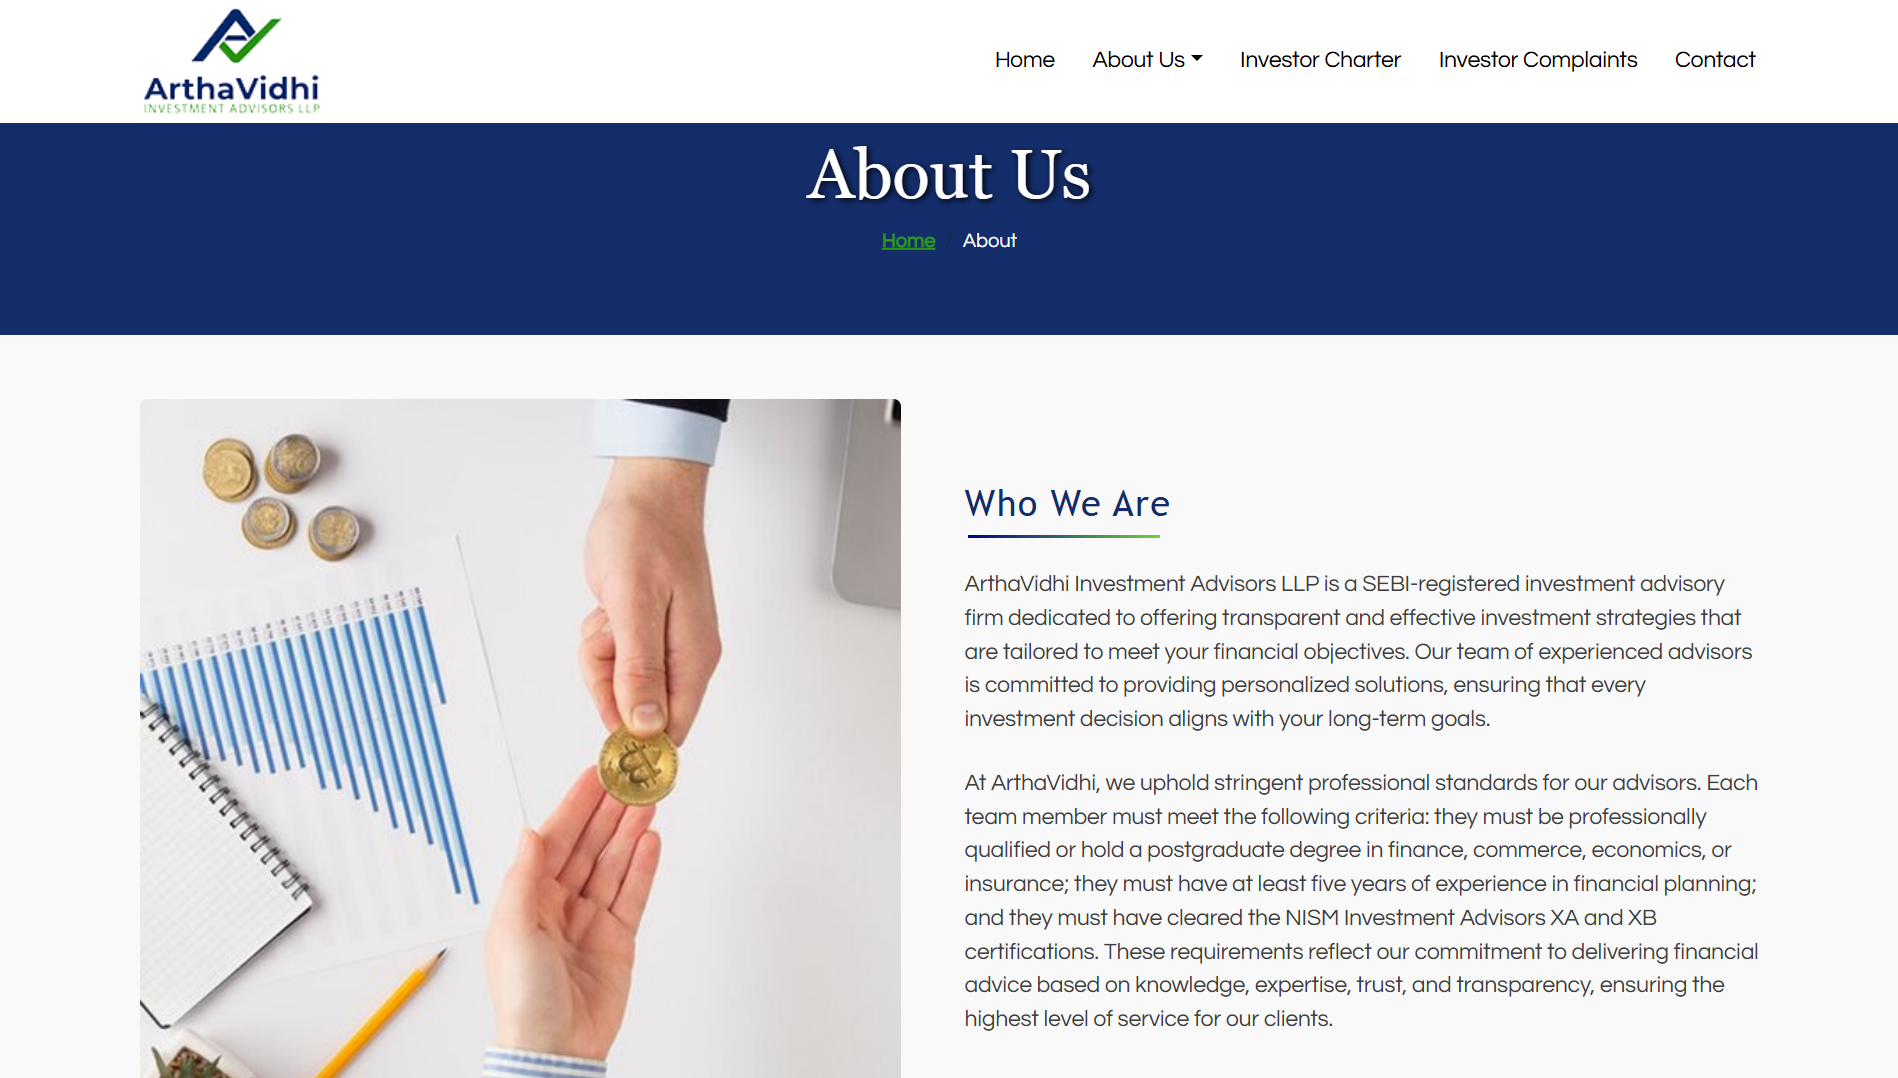 ArthaVidhi
INVESTMENT ADVISORS LLP
Home
About Us
Investor Charter
Investor Complaints
Contact
About Us
Home / About
Who We Are
ArthaVidhi Investment Advisors LLP is a SEBI-registered investment advisory
firm dedicated to offering transparent and effective investment strategies that
are tailored to meet your financial objectives. Our team of experienced advisors
is committed to providing personalized solutions, ensuring that every
investment decision aligns with your long-term goals.
At ArthaVidhi, we uphold stringent professional standards for our advisors. Each
team member must meet the following criteria: they must be professionally
qualified or hold a postgraduate degree in finance, commerce, economics, or
insurance; they must have at least five years of experience in financial planning;
and they must have cleared the NISM Investment Advisors XA and XB
certifications. These requirements reflect our commitment to delivering financial
advice based on knowledge, expertise, trust, and transparency, ensuring the
highest level of service for our clients.